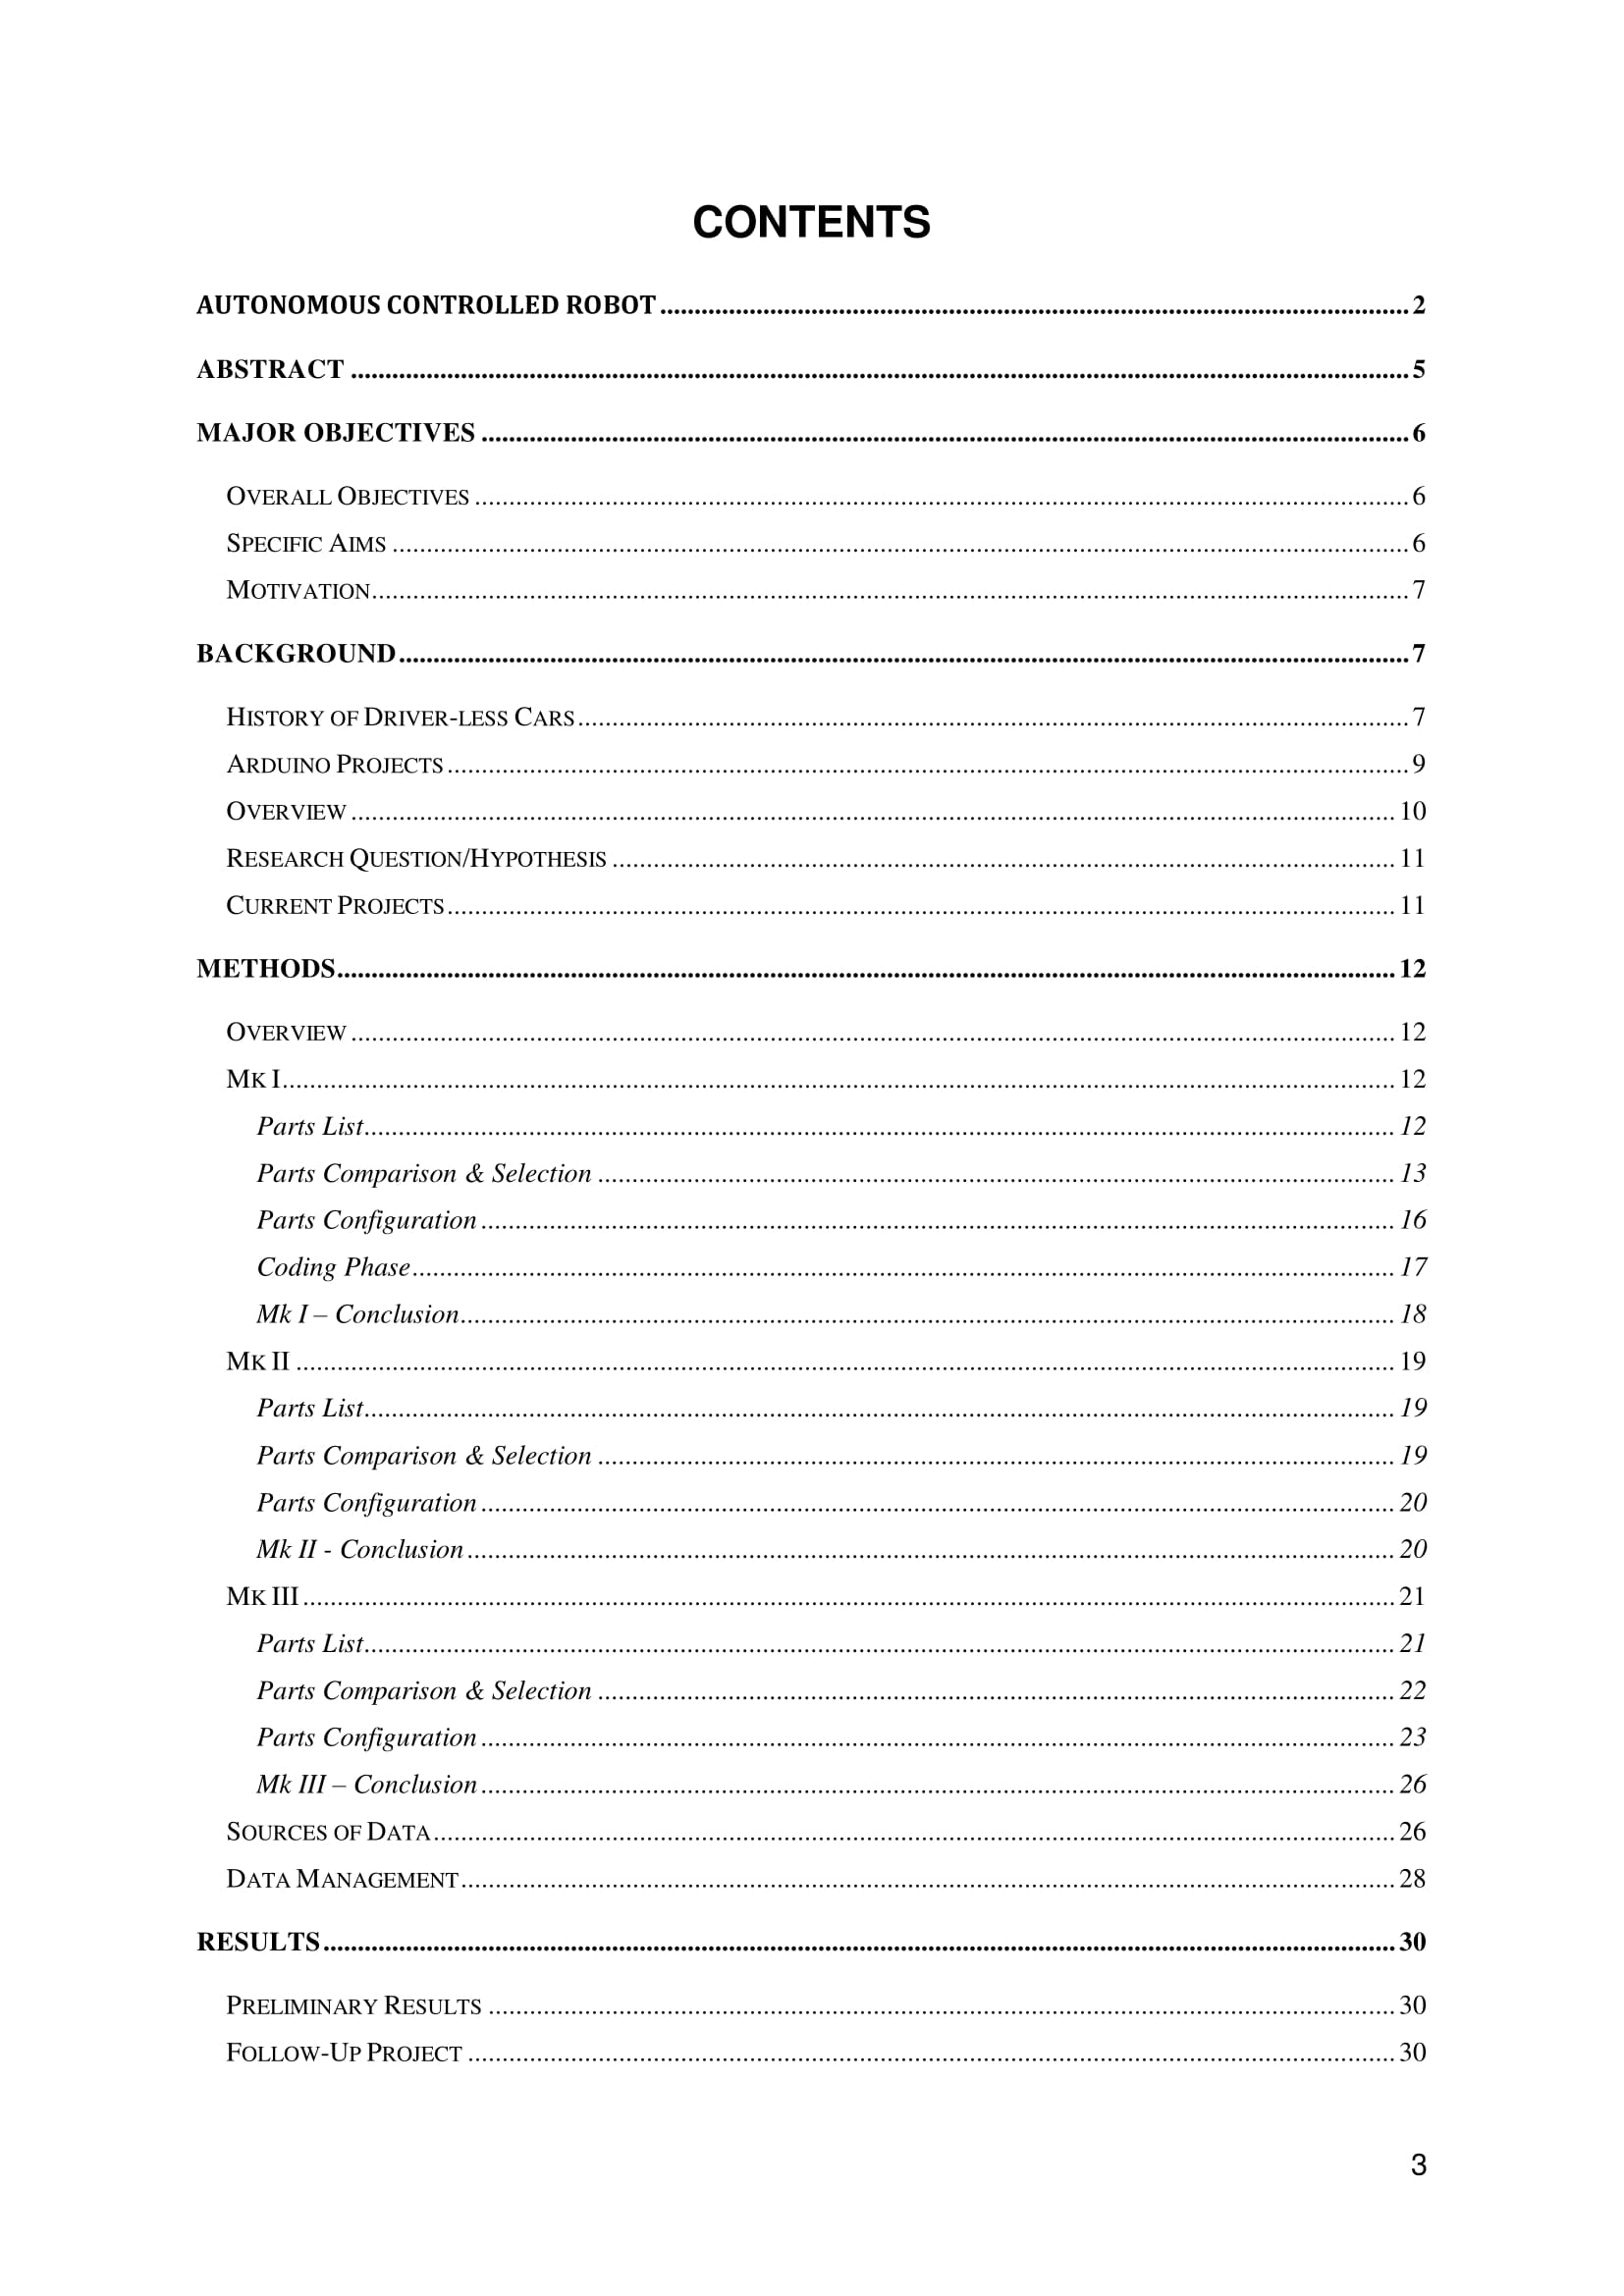 CONTENTS
AUTONOMOUS CONTROLLED ROBOT ........ 2
ABSTRACT ........ 5
MAJOR OBJECTIVES ........ 6
OVERALL OBJECTIVES ........ 6
SPECIFIC AIMS ........ 6
MOTIVATION ........ 7
BACKGROUND ........ 7
HISTORY OF DRIVER-LESS CARS ........ 7
ARDUINO PROJECTS ........ 9
OVERVIEW ........ 10
RESEARCH QUESTION/HYPOTHESIS ........ 11
CURRENT PROJECTS ........ 11
METHODS ........ 12
OVERVIEW ........ 12
MK I ........ 12
Parts List ........ 12
Parts Comparison & Selection ........ 13
Parts Configuration ........ 16
Coding Phase ........ 17
Mk I – Conclusion ........ 18
MK II ........ 19
Parts List ........ 19
Parts Comparison & Selection ........ 19
Parts Configuration ........ 20
Mk II - Conclusion ........ 20
MK III ........ 21
Parts List ........ 21
Parts Comparison & Selection ........ 22
Parts Configuration ........ 23
Mk III – Conclusion ........ 26
SOURCES OF DATA ........ 26
DATA MANAGEMENT ........ 28
RESULTS ........ 30
PRELIMINARY RESULTS ........ 30
FOLLOW-UP PROJECT ........ 30
3